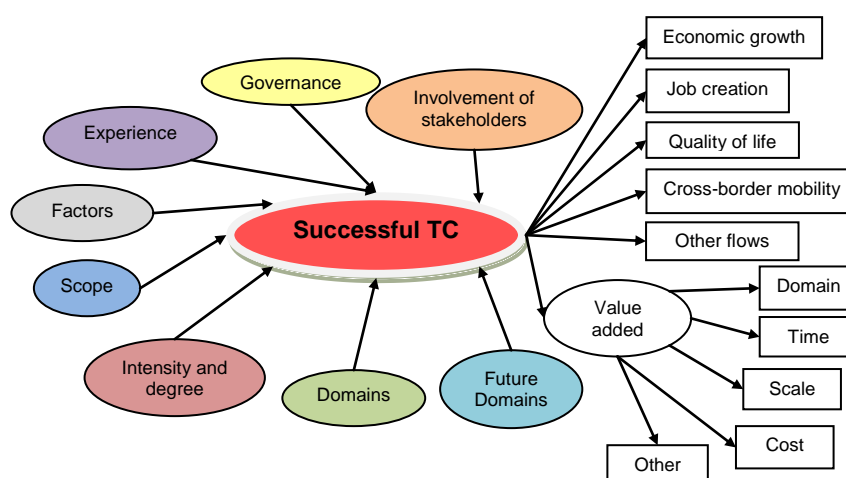 Economic growth
Governance
Involvement of
stakeholders
Job creation
Experience
Quality of life
Cross-border mobility
Factors
Successful TC
Other flows
Scope
Domain
Value
added
Time
Intensity and
degree
Domains
Future
Domains
Scale
Cost
Other